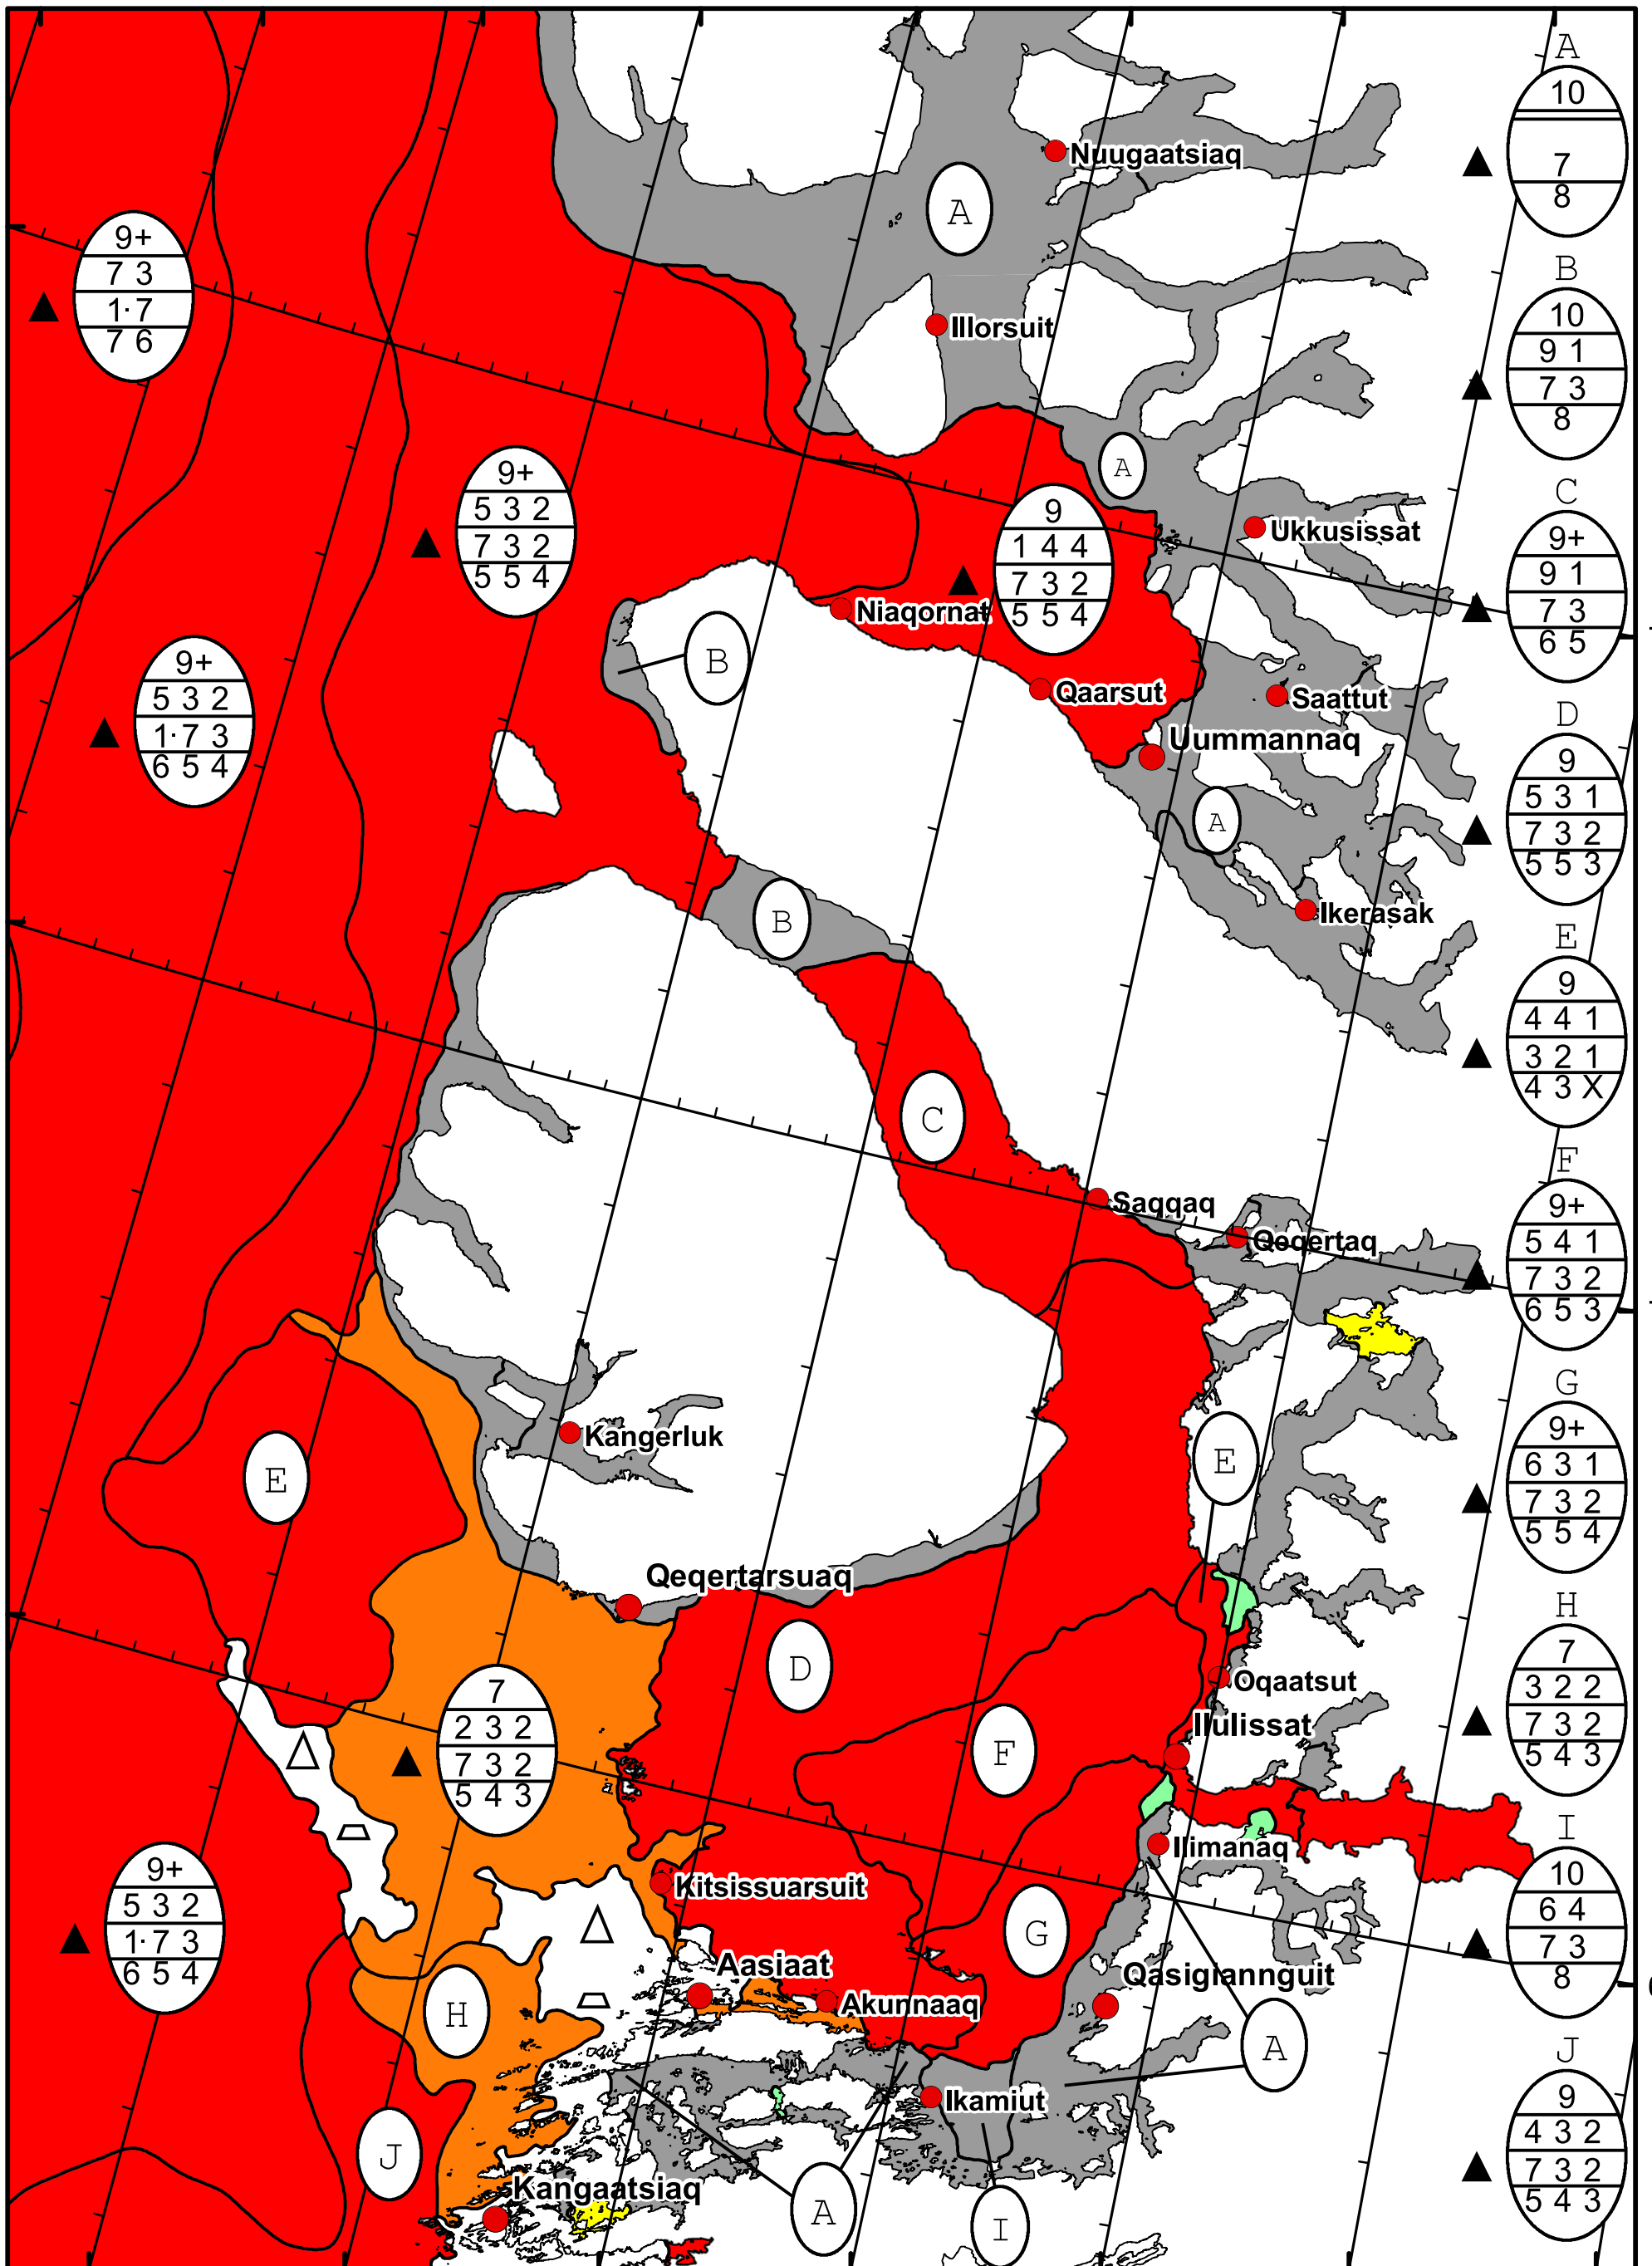 A
10
7
8
Nuugaatsiaq
A
9+
7 3
1·7
7 6
B
10
9 1
7 3
8
Illorsuit
9+
5 3 2
7 3 2
5 5 4
A
9
1 4 4
7 3 2
5 5 4
C
9+
9 1
7 3
6 5
Ukkusissat
Niaqornat
B
9+
5 3 2
1·7 3
6 5 4
Qaarsut
Saattut
Uummannaq
D
9
5 3 1
7 3 2
5 5 3
A
B
Ikerasak
E
9
4 4 1
3 2 1
4 3 X
C
F
9+
5 4 1
7 3 2
6 5 3
Saqqaq
Qeqertaq
G
9+
6 3 1
7 3 2
5 5 4
Kangerluk
E
E
Qeqertarsuaq
D
H
7
3 2 2
7 3 2
5 4 3
Oqaatsut
Ilulissat
F
7
2 3 2
7 3 2
5 4 3
I
10
6 4
7 3
8
Ilimanaq
Kitsissuarsuit
9+
5 3 2
1·7 3
6 5 4
G
Aasiaat
Qasigiannguit
Akunnaaq
H
A
J
9
4 3 2
7 3 2
5 4 3
Ikamiut
J
Kangaatsiaq
A
I